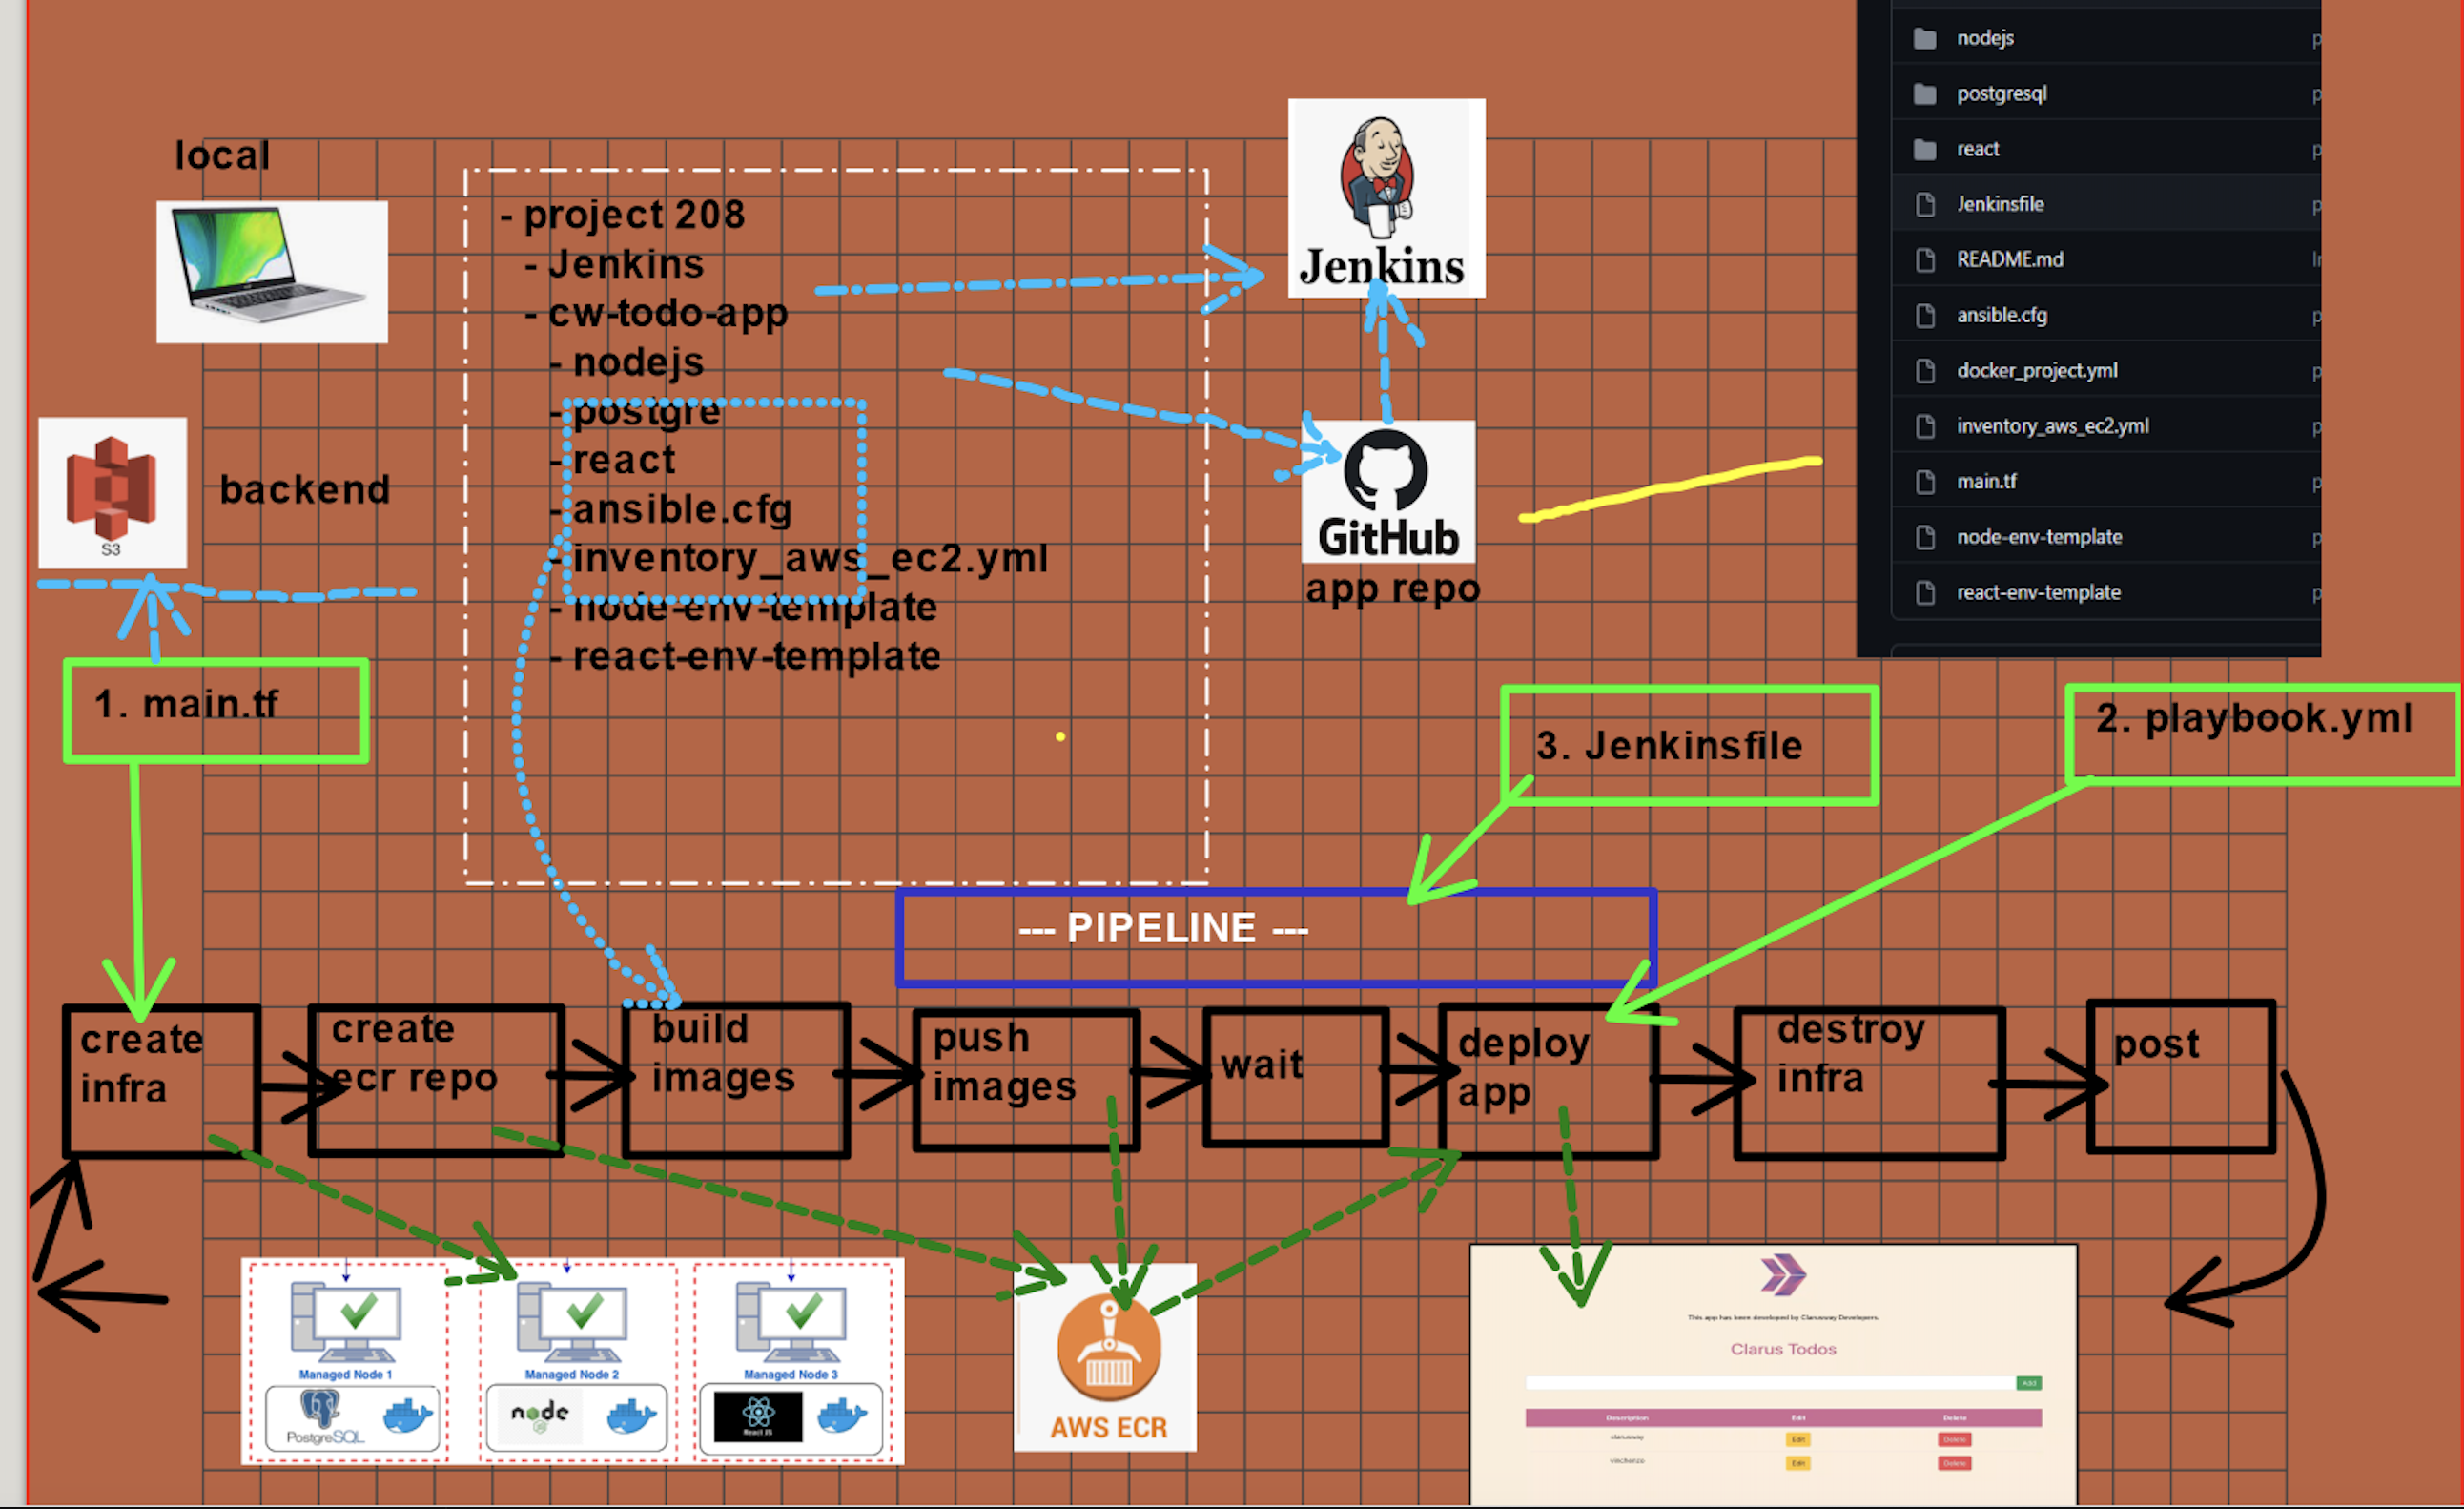 local
backend
S3
1. main.tf
- project 208
- Jenkins
- cw-todo-app
- nodejs
- postgre
- react
- ansible.cfg
- inventory_aws_ec2.yml
- node-env-template
- react-env-template
Jenkins
GitHub
app repo
nodejs
postgresql
react
Jenkinsfile
README.md
ansible.cfg
docker_project.yml
inventory_aws_ec2.yml
main.tf
node-env-template
react-env-template
3. Jenkinsfile
2. playbook.yml
--- PIPELINE ---
create
infra
create
ecr repo
build
images
push
images
wait
deploy
app
destroy
infra
post
Managed Node 1
PostgreSQL
Managed Node 2
node
JS
Managed Node 3
React JS
AWS ECR
This app has been developed by Clarusway Developers.
Clarus Todos
Add
Description Edit Delete
clarusway Edit Delete
vinchenzo Edit Delete